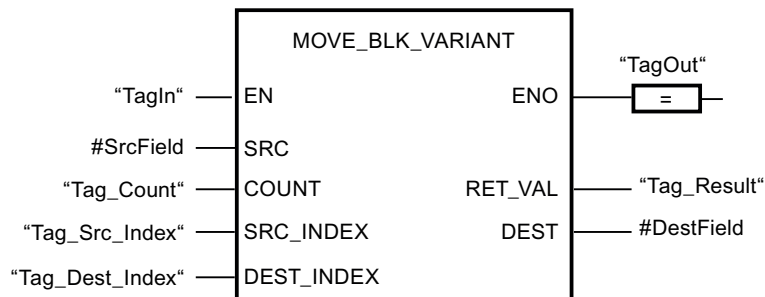 MOVE_BLK_VARIANT
“TagOut“
“TagIn“ EN ENO =
#SrcField SRC
“Tag_Count“ COUNT RET_VAL “Tag_Result“
“Tag_Src_Index“ SRC_INDEX DEST #DestField
“Tag_Dest_Index“ DEST_INDEX